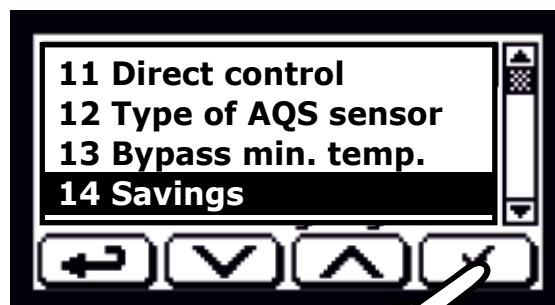 11 Direct control
12 Type of AQS sensor
13 Bypass min. temp.
14 Savings